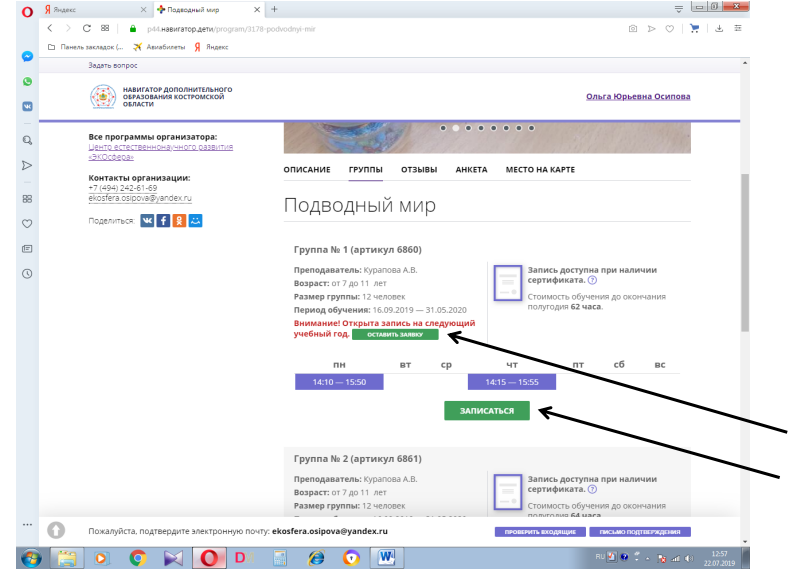 Яндекс
Подводный мир
p44.навигатор.дети/program/3178-podvodnyi-mir
Панель закладок (...
Авиабилеты
Яндекс
Задать вопрос
НАВИГАТОР ДОПОЛНИТЕЛЬНОГО
ОБРАЗОВАНИЯ КОСТРОМСКОЙ
ОБЛАСТИ
Ольга Юрьевна Осипова
Все программы организатора:
Центр естественнонаучного развития
«ЭКОсфера»
Контакты организации:
+7 (494) 242-61-69
ekosfera.osipova@yandex.ru
Поделиться:
ОПИСАНИЕ ГРУППЫ ОТЗЫВЫ АНКЕТА МЕСТО НА КАРТЕ
Подводный мир
Группа № 1 (артикул 6860)
Преподаватель: Курапова А.В.
Возраст: от 7 до 11 лет
Размер группы: 12 человек
Период обучения: 16.09.2019 — 31.05.2020
Внимание! Открыта запись на следующий
учебный год. ОСТАВИТЬ ЗАЯВКУ
Запись доступна при наличии
сертификата. ?
Стоимость обучения до окончания
полугодия 62 часа.
пн вт ср чт пт сб вс
14:10 — 15:50 14:15 — 15:55
ЗАПИСАТЬСЯ
Группа № 2 (артикул 6861)
Преподаватель: Курапова А.В.
Возраст: от 7 до 11 лет
Размер группы: 12 человек
Запись доступна при наличии
сертификата. ?
Стоимость обучения до окончания
полугодия 64 часа.
Пожалуйста, подтвердите электронную почту: ekosfera.osipova@yandex.ru
ПРОВЕРИТЬ ВХОДЯЩИЕ ПИСЬМО ПОДТВЕРЖДЕНИЯ
RU
12:57
22.07.2019